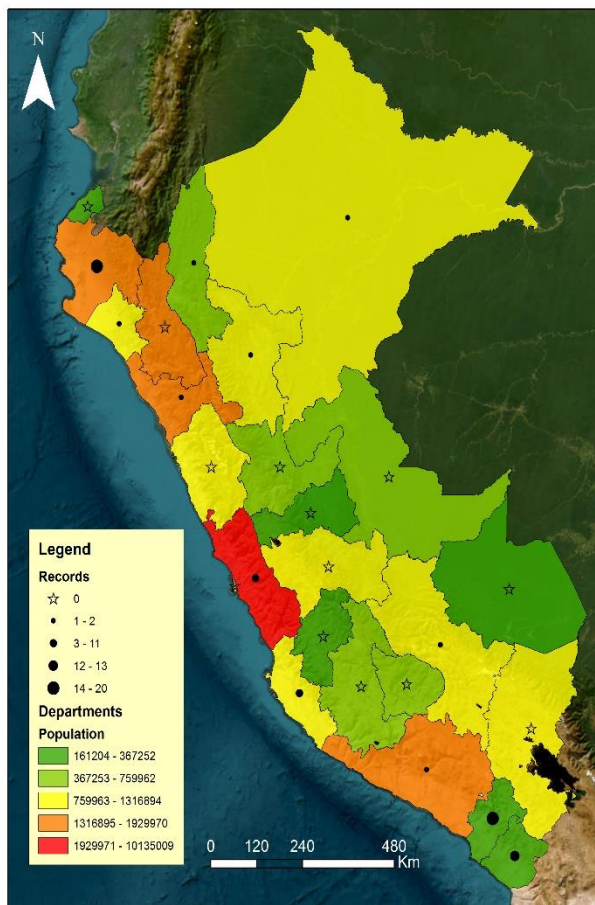 N
Legend
Records
0
1 - 2
3 - 11
12 - 13
14 - 20
Departments
Population
161204 - 367252
367253 - 759962
759963 - 1316894
1316895 - 1929970
1929971 - 10135009
0 120 240 480
Km